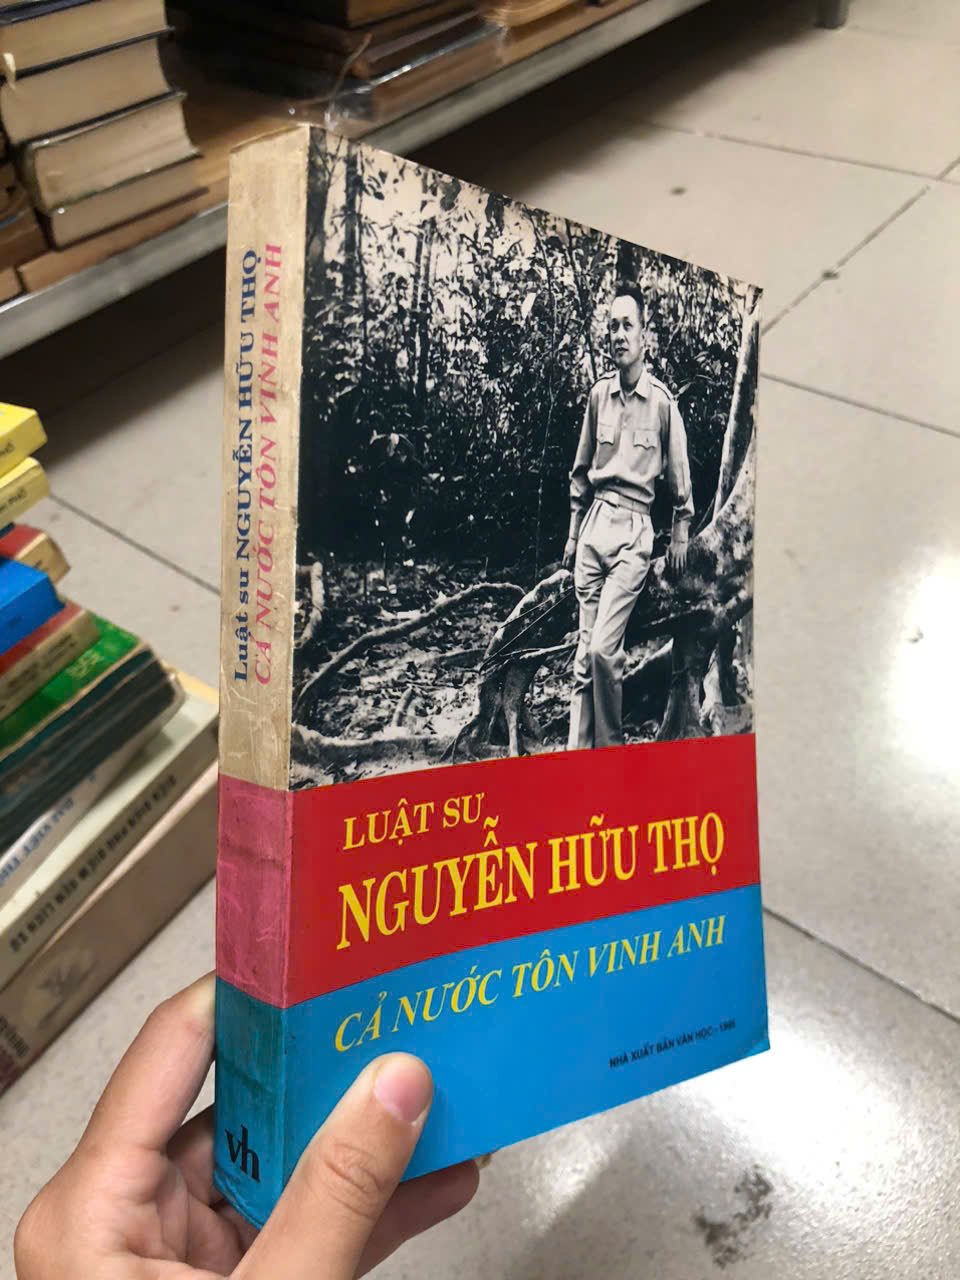 Luật sư NGUYỄN HỮU THỌ
CẢ NƯỚC TÔN VINH ANH
vh
LUẬT SƯ
NGUYỄN HỮU THỌ
CẢ NƯỚC TÔN VINH ANH
NHÀ XUẤT BẢN VĂN HỌC - 1996